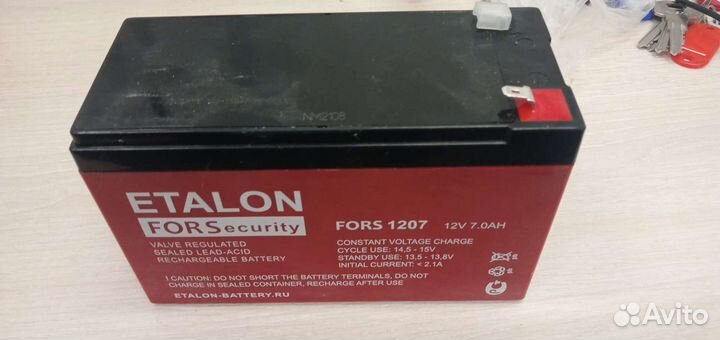 NM2108
ETALON
FORSecurity
VALVE REGULATED
SEALED LEAD-ACID
RECHARGEABLE BATTERY
FORS 1207 12V 7.0AH
CONSTANT VOLTAGE CHARGE
CYCLE USE: 14,5 - 15V
STANDBY USE: 13,5 - 13,8V
INITIAL CURRENT: < 2.1A
! CAUTION: DO NOT SHORT THE BATTERY TERMINALS, DO NOT
CHARGE IN SEALED CONTAINER, RECHARGE AFTER USE
ETALON-BATTERY.RU
Avito